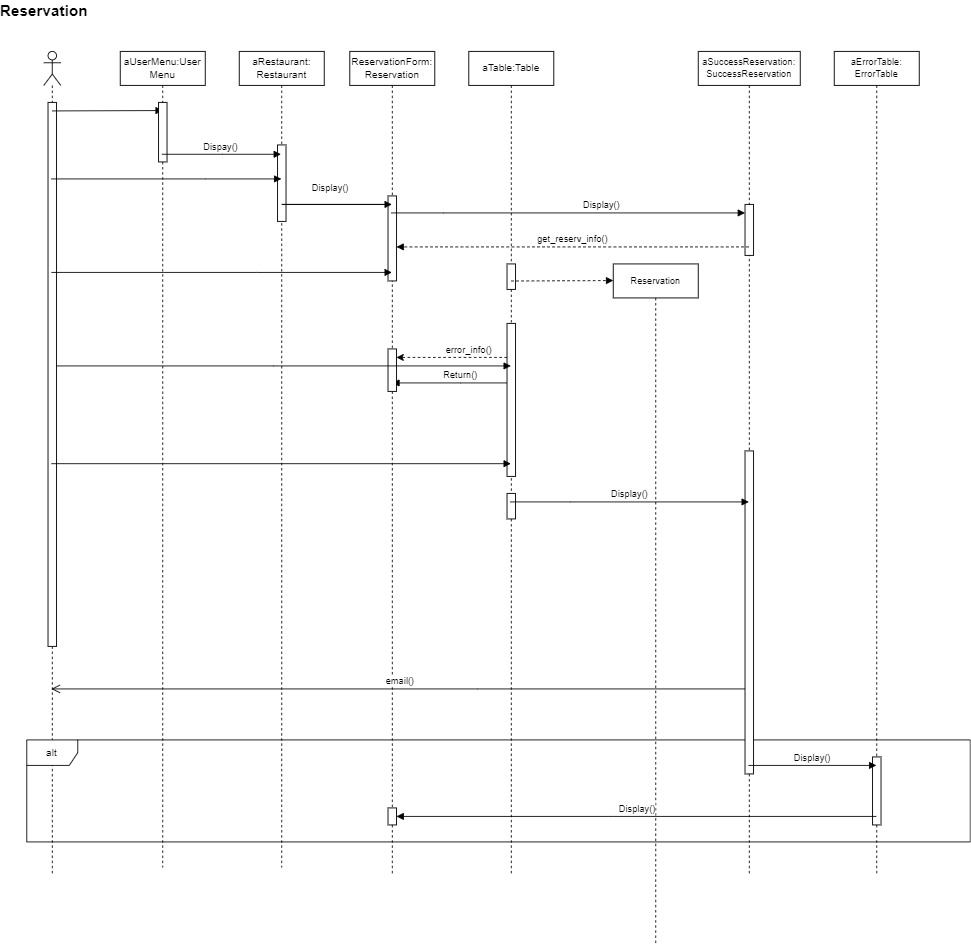 Reservation
aUserMenu:User
Menu
aRestaurant:
Restaurant
ReservationForm:
Reservation
aTable:Table
aSuccessReservation:
SuccessReservation
aErrorTable:
ErrorTable
Dispay()
Display()
Display()
get_reserv_info()
Reservation
error_info()
Return()
Display()
email()
alt
Display()
Display()